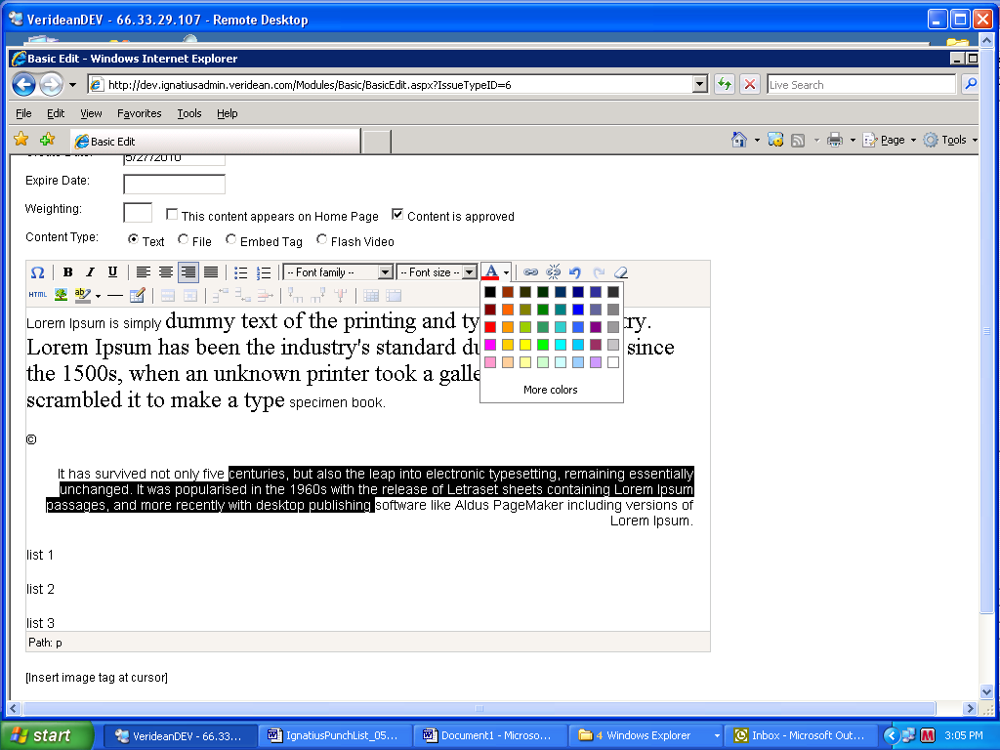 VerideanDEV - 66.33.29.107 - Remote Desktop
Basic Edit - Windows Internet Explorer
http://dev.ignatiusadmin.veridean.com/Modules/Basic/BasicEdit.aspx?IssueTypeID=6
Live Search
File Edit View Favorites Tools Help
Basic Edit
Page Tools
5/27/2010
Expire Date:
Weighting:
This content appears on Home Page
Content is approved
Content Type:
Text File Embed Tag Flash Video
Ω B I U -- Font family -- -- Font size -- A
HTML ab
More colors
Lorem Ipsum is simply dummy text of the printing and ty ry.
Lorem Ipsum has been the industry's standard du since
the 1500s, when an unknown printer took a galle
scrambled it to make a type specimen book.
©
It has survived not only five centuries, but also the leap into electronic typesetting, remaining essentially
unchanged. It was popularised in the 1960s with the release of Letraset sheets containing Lorem Ipsum
passages, and more recently with desktop publishing software like Aldus PageMaker including versions of
Lorem Ipsum.
list 1
list 2
list 3
Path: p
[Insert image tag at cursor]
start
VerideanDEV - 66.33...
IgnatiusPunchList_05...
Document1 - Microso...
4 Windows Explorer
Inbox - Microsoft Out...
3:05 PM